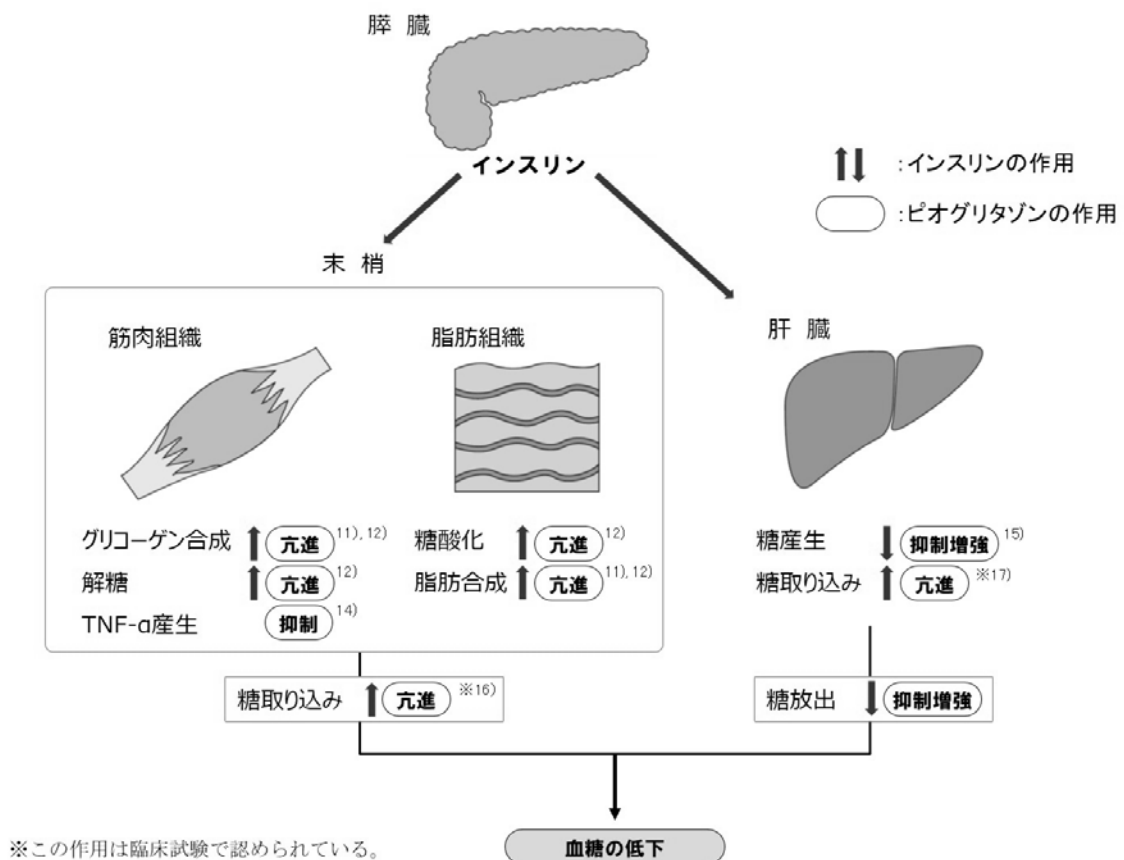 膵 臓
インスリン
:インスリンの作用
:ピオグリタゾンの作用
末 梢
筋肉組織
脂肪組織
肝 臓
グリコーゲン合成 亢進 11), 12)
解糖 亢進 12)
TNF-α産生 抑制 14)
糖酸化 亢進 12)
脂肪合成 亢進 11), 12)
糖産生 抑制増強 15)
糖取り込み 亢進 ※17)
糖取り込み 亢進 ※16)
糖放出 抑制増強
血糖の低下
※この作用は臨床試験で認められている。